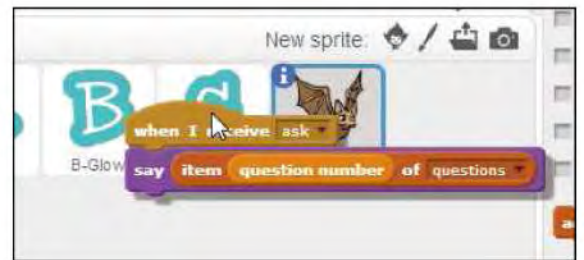 New sprite:
B
B-Glow
when I receive ask
say item question number of questions